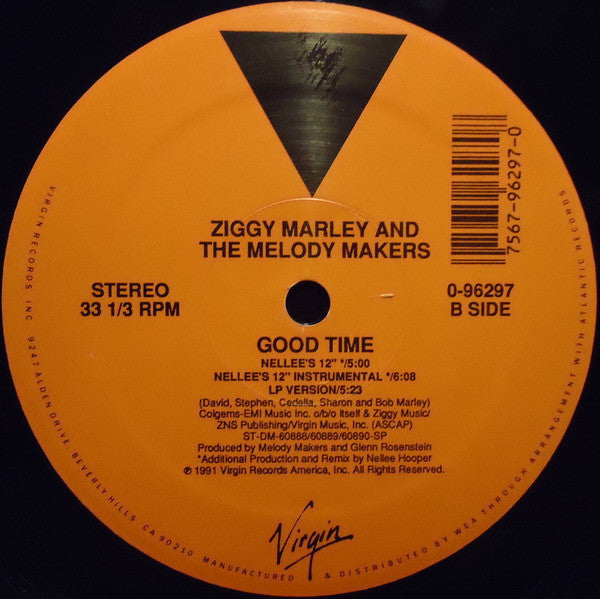 ZIGGY MARLEY AND
THE MELODY MAKERS
7567-96297-0
STEREO
33 1/3 RPM
0-96297
B SIDE
GOOD TIME
NELLEE'S 12" */5:00
NELLEE'S 12" INSTRUMENTAL */6:08
LP VERSION/5:23
(David, Stephen, Cedella, Sharon and Bob Marley)
Colgems-EMI Music Inc. o/b/o itself & Ziggy Music/
ZNS Publishing/Virgin Music, Inc. (ASCAP)
ST-DM-60888/60889/60890-SP
Produced by Melody Makers and Glenn Rosenstein
*Additional Production and Remix by Nellee Hooper
℗ 1991 Virgin Records America, Inc. All Rights Reserved.
Virgin
VIRGIN RECORDS INC. 9247 ALDEN DRIVE, BEVERLY HILLS, CA 90210 MANUFACTURED & DISTRIBUTED BY WEA THROUGH ARRANGEMENT WITH ATLANTIC RECORDS